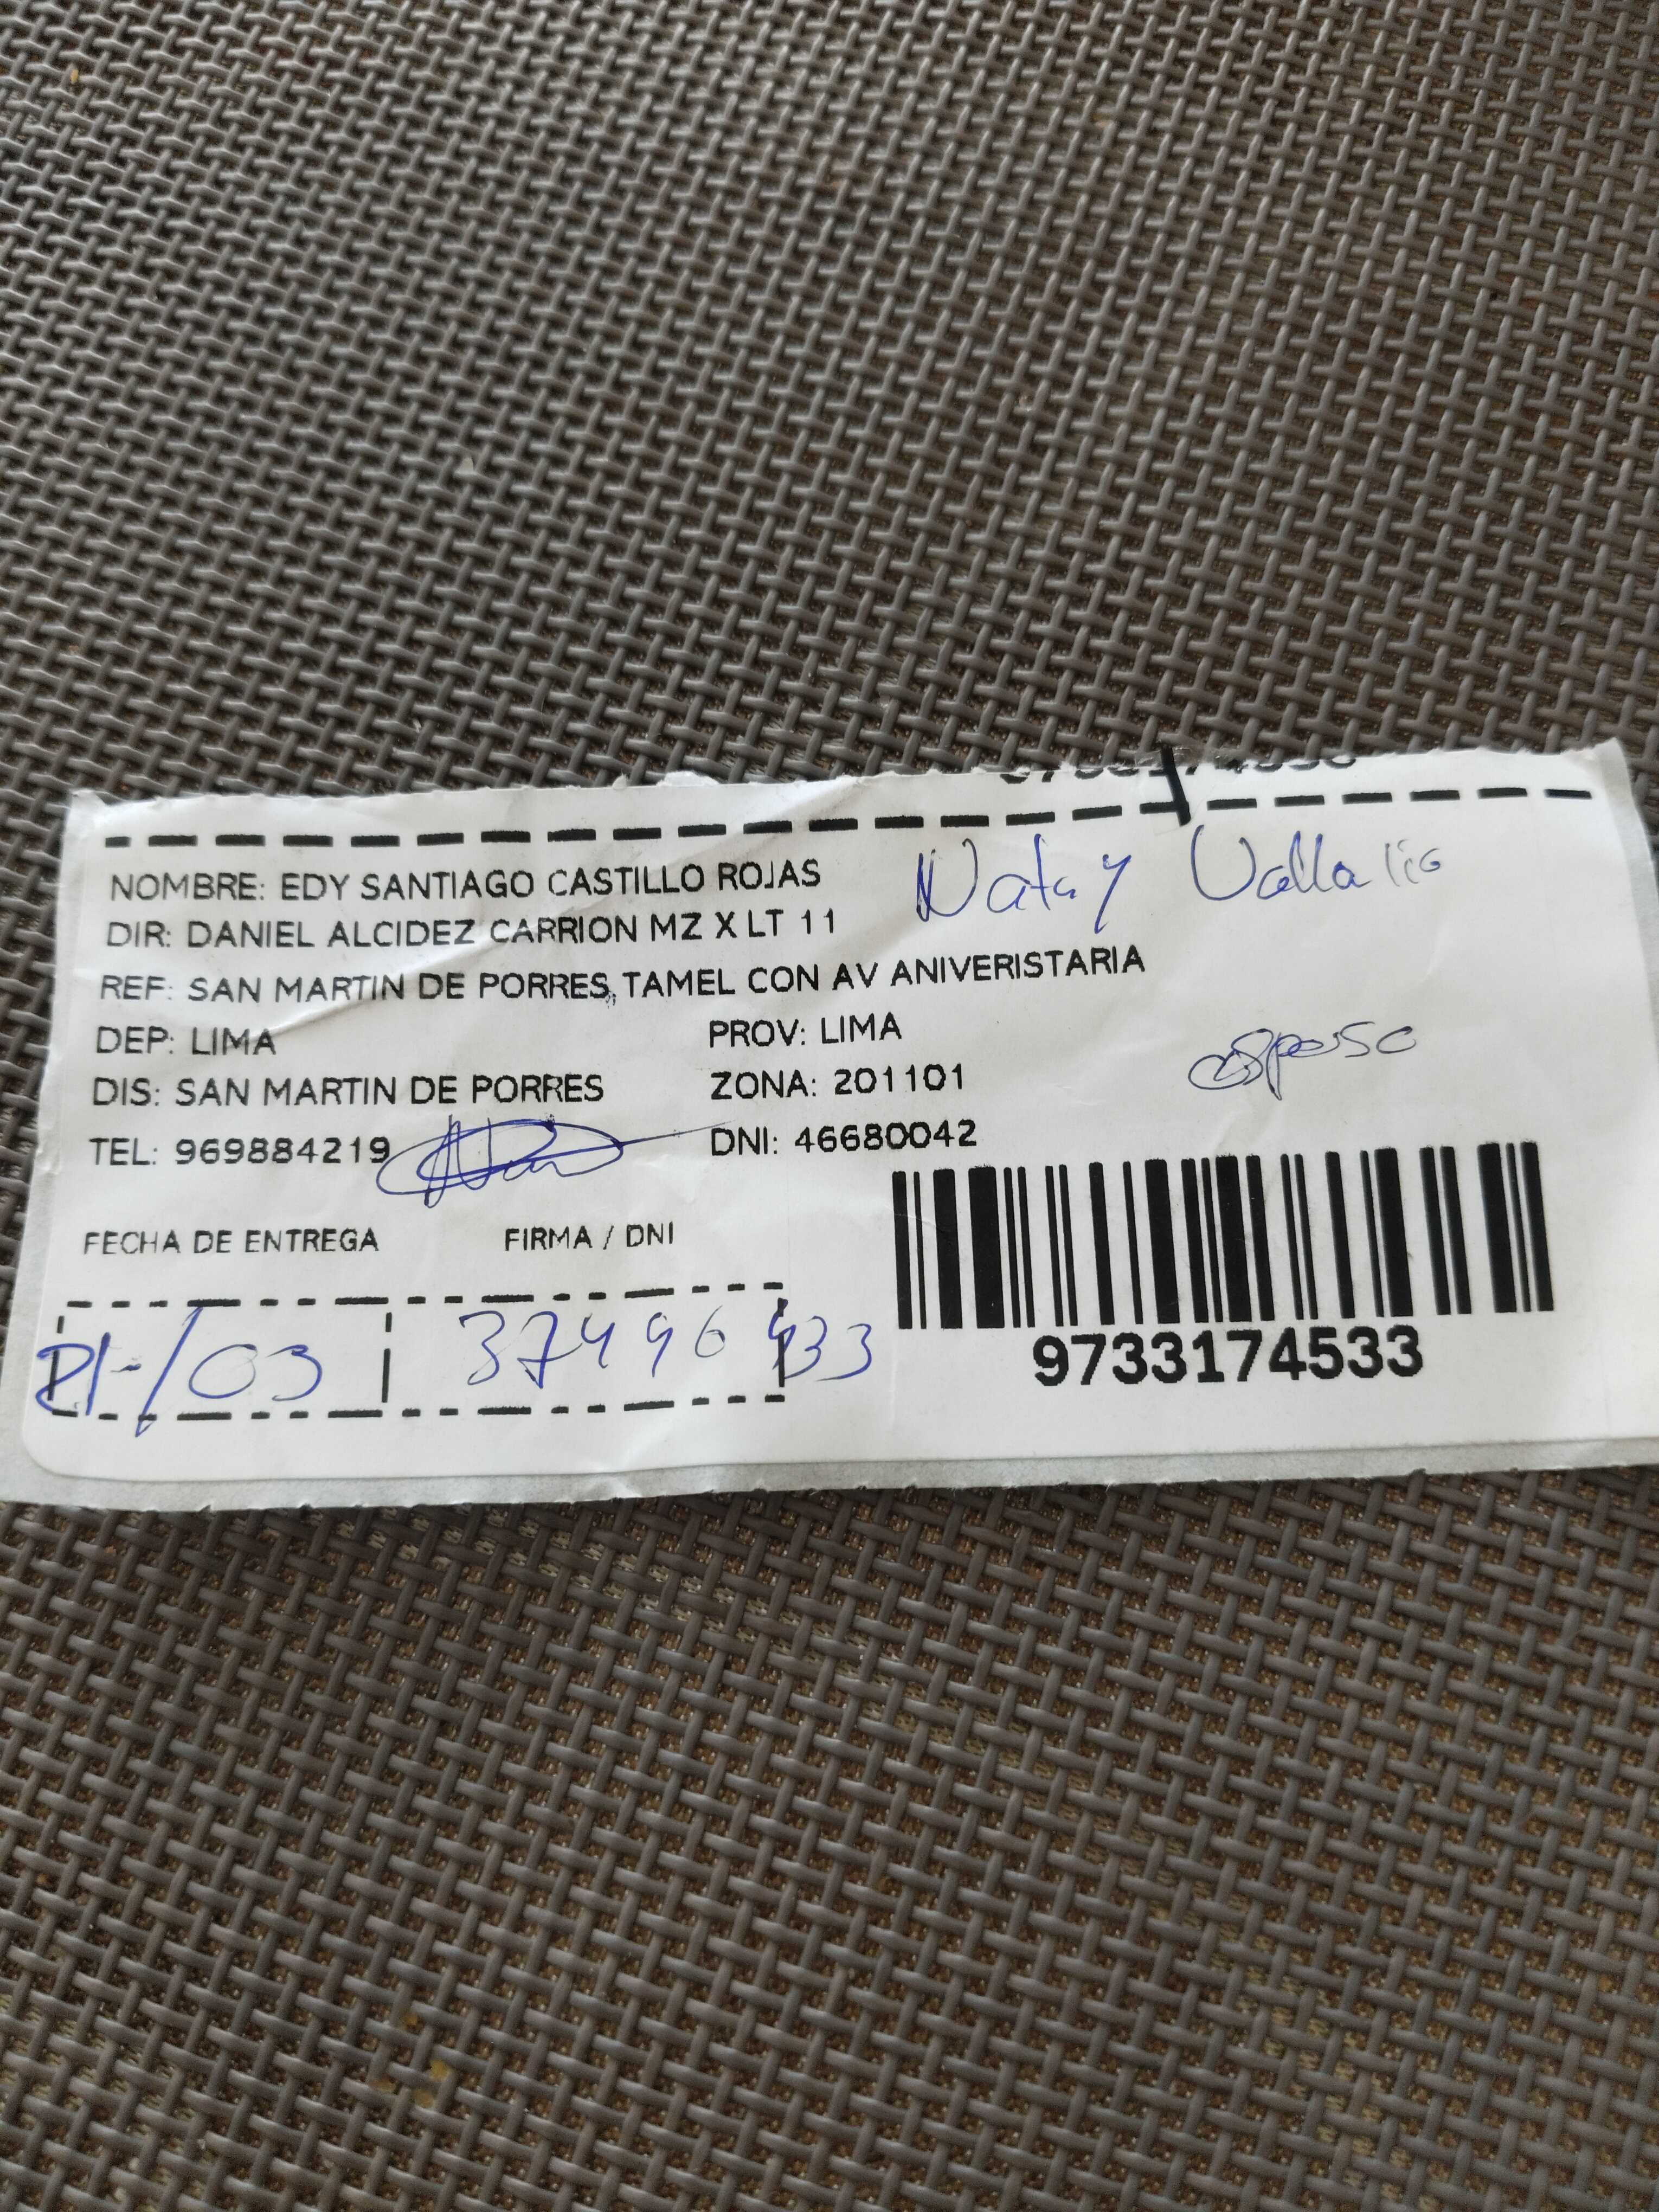 NOMBRE: EDY SANTIAGO CASTILLO ROJAS
DIR: DANIEL ALCIDEZ CARRION MZ X LT 11
REF: SAN MARTIN DE PORRES, TAMEL CON AV ANIVERISTARIA
DEP: LIMA PROV: LIMA
esposo
DIS: SAN MARTIN DE PORRES ZONA: 201101
TEL: 969884219 DNI: 46680042
FECHA DE ENTREGA FIRMA / DNI
9733174533